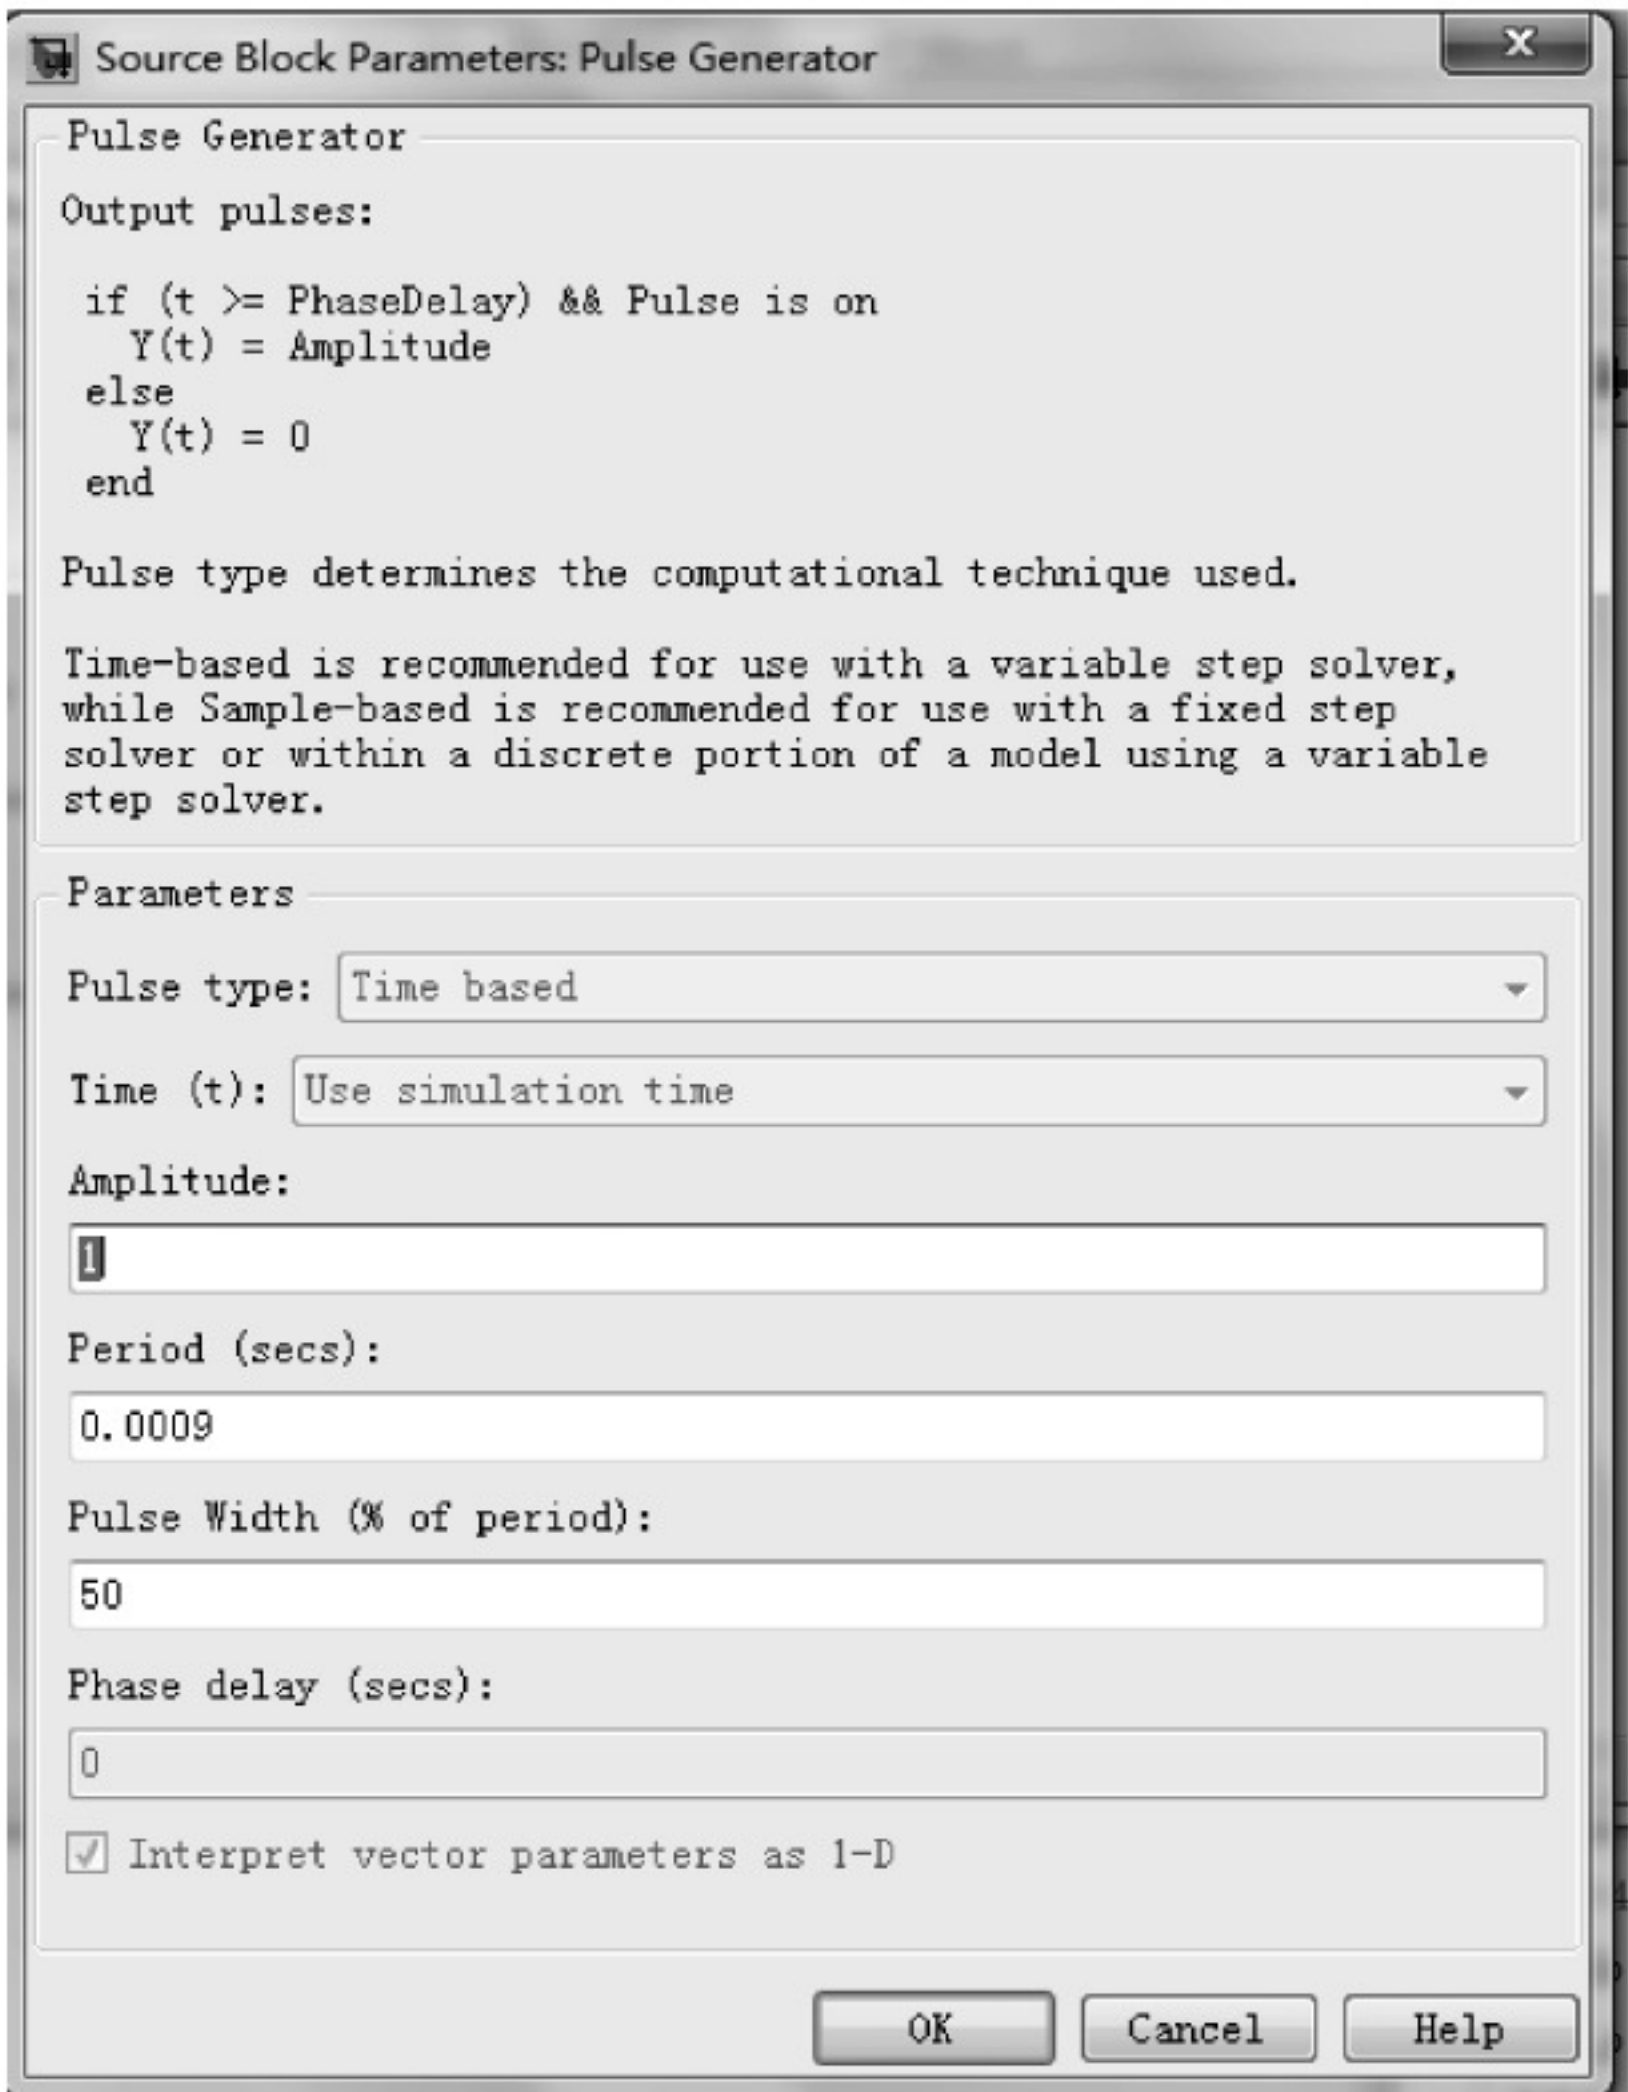 Source Block Parameters: Pulse Generator
Pulse Generator
Output pulses:
if (t >= PhaseDelay) && Pulse is on
Y(t) = Amplitude
else
Y(t) = 0
end
Pulse type determines the computational technique used.
Time-based is recommended for use with a variable step solver,
while Sample-based is recommended for use with a fixed step
solver or within a discrete portion of a model using a variable
step solver.
Parameters
Pulse type: Time based
Time (t): Use simulation time
Amplitude:
1
Period (secs):
0.0009
Pulse Width (% of period):
50
Phase delay (secs):
0
Interpret vector parameters as 1-D
OK Cancel Help